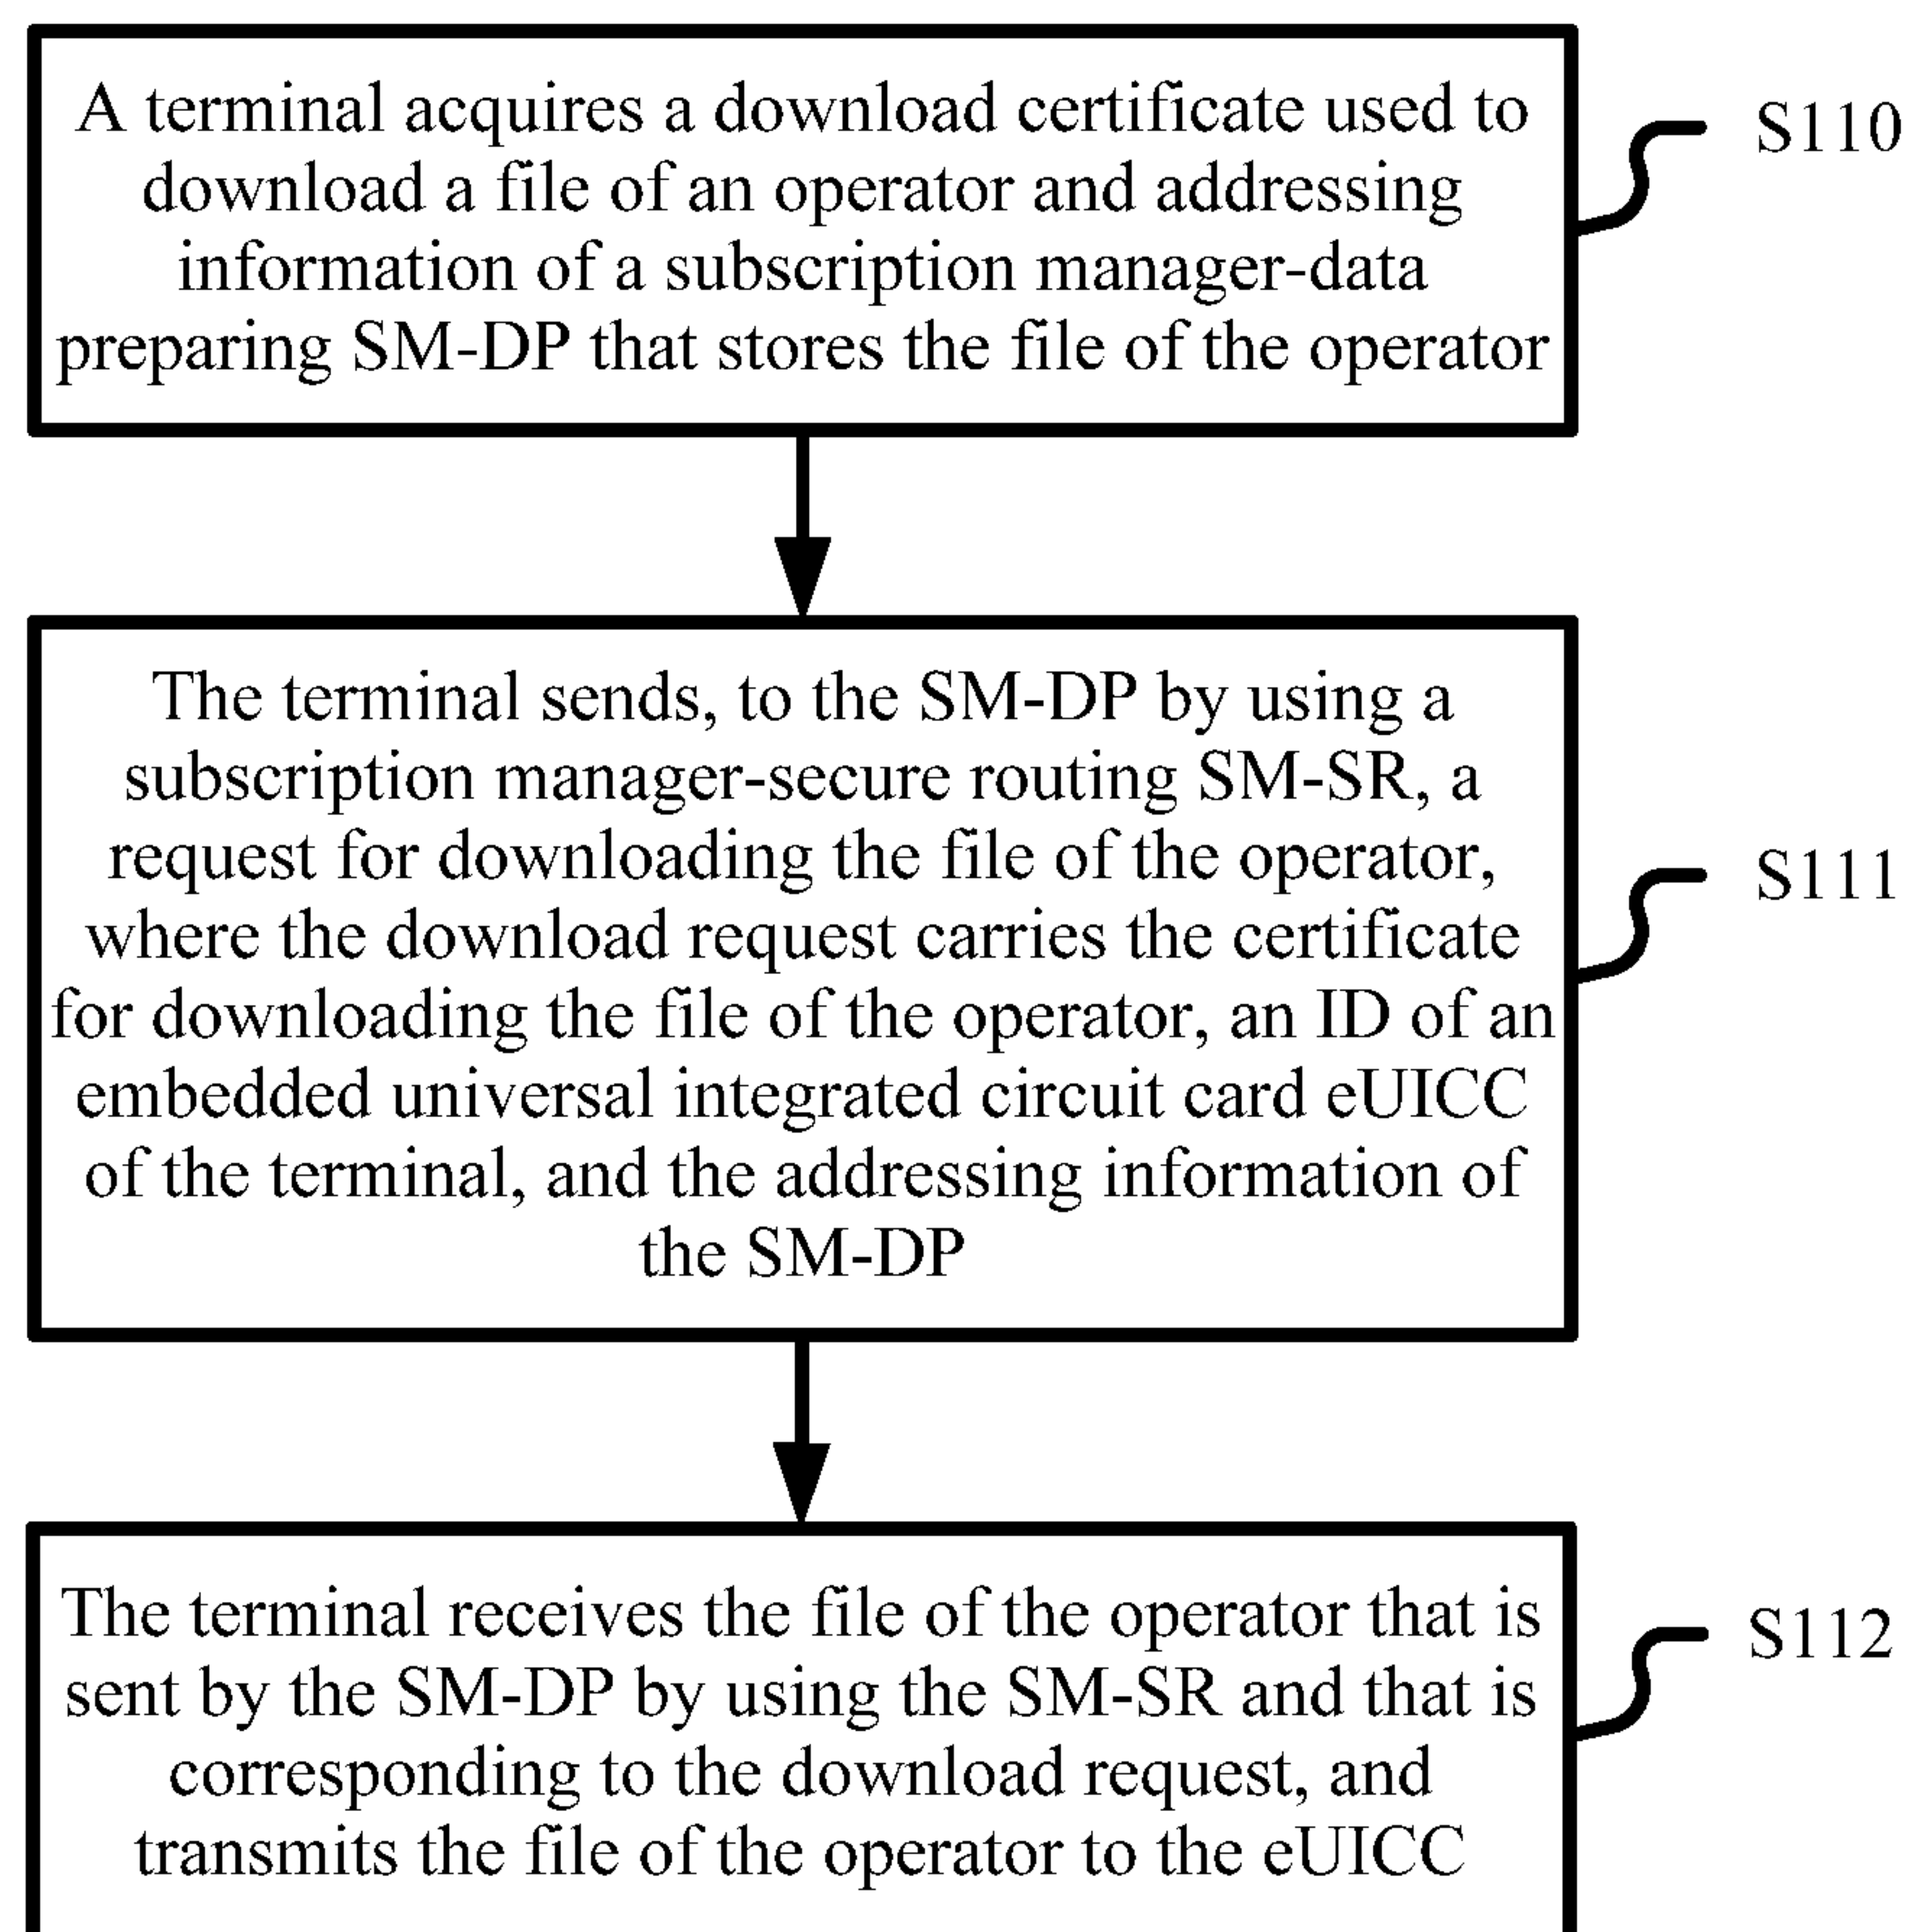 A terminal acquires a download certificate used to
download a file of an operator and addressing
information of a subscription manager-data
preparing SM-DP that stores the file of the operator
S110
The terminal sends, to the SM-DP by using a
subscription manager-secure routing SM-SR, a
request for downloading the file of the operator,
where the download request carries the certificate
for downloading the file of the operator, an ID of an
embedded universal integrated circuit card eUICC
of the terminal, and the addressing information of
the SM-DP
S111
The terminal receives the file of the operator that is
sent by the SM-DP by using the SM-SR and that is
corresponding to the download request, and
transmits the file of the operator to the eUICC
S112